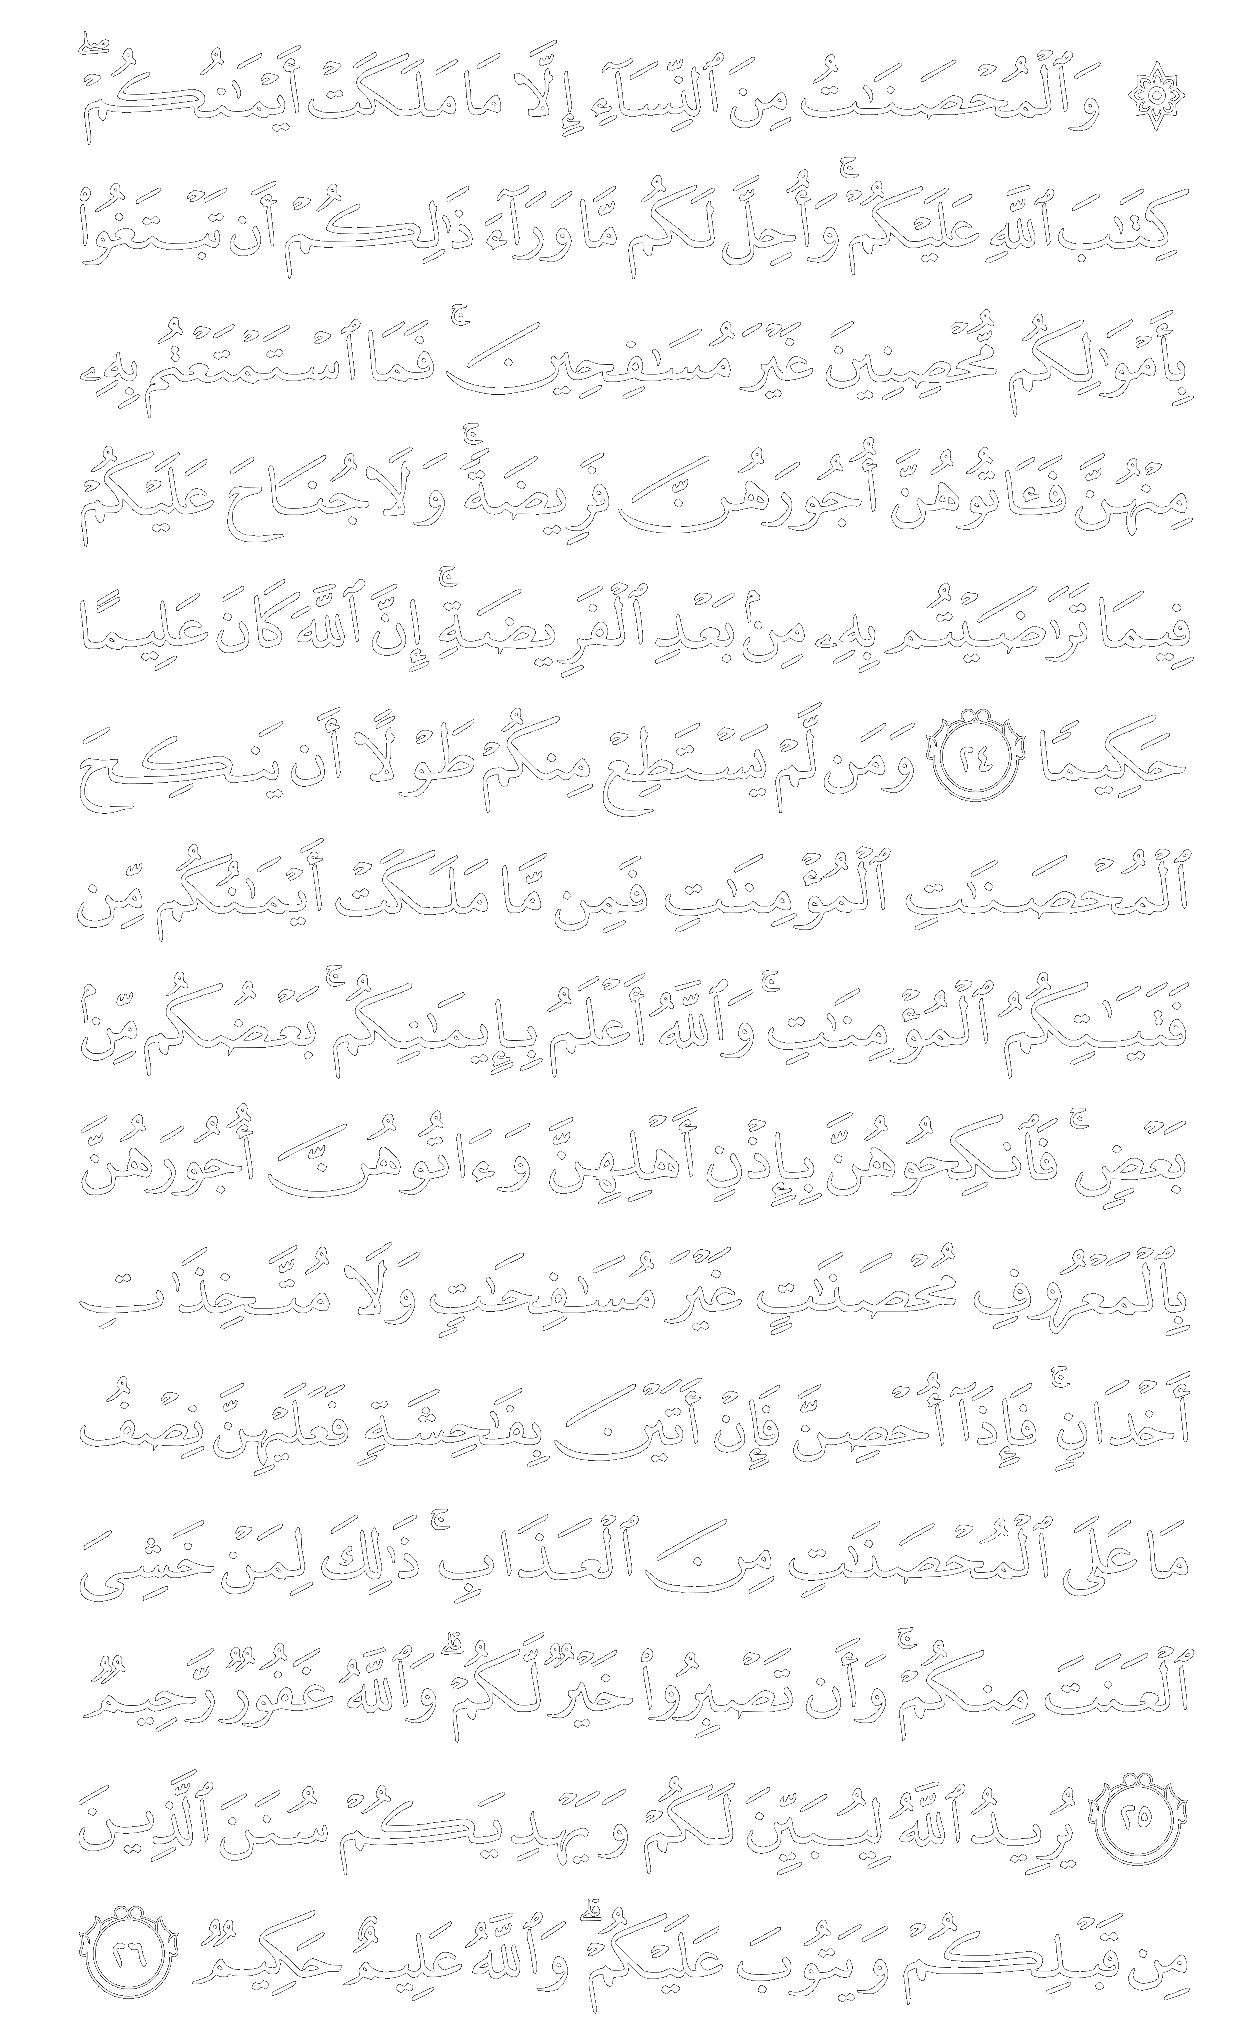 ۞ وَٱلْمُحْصَنَٰتُ مِنَ ٱلنِّسَآءِ إِلَّا مَا مَلَكَتْ أَيْمَٰنُكُمْ ۖ
كِتَٰبَ ٱللَّهِ عَلَيْكُمْ ۚ وَأُحِلَّ لَكُم مَّا وَرَآءَ ذَٰلِكُمْ أَن تَبْتَغُوا۟
بِأَمْوَٰلِكُم مُّحْصِنِينَ غَيْرَ مُسَٰفِحِينَ ۚ فَمَا ٱسْتَمْتَعْتُم بِهِۦ
مِنْهُنَّ فَـَٔاتُوهُنَّ أُجُورَهُنَّ فَرِيضَةً ۚ وَلَا جُنَاحَ عَلَيْكُمْ
فِيمَا تَرَٰضَيْتُم بِهِۦ مِنۢ بَعْدِ ٱلْفَرِيضَةِ ۚ إِنَّ ٱللَّهَ كَانَ عَلِيمًا
حَكِيمًا ٢٤ وَمَن لَّمْ يَسْتَطِعْ مِنكُمْ طَوْلًا أَن يَنكِحَ
ٱلْمُحْصَنَٰتِ ٱلْمُؤْمِنَٰتِ فَمِن مَّا مَلَكَتْ أَيْمَٰنُكُم مِّن
فَتَيَٰتِكُمُ ٱلْمُؤْمِنَٰتِ ۚ وَٱللَّهُ أَعْلَمُ بِإِيمَٰنِكُم ۚ بَعْضُكُم مِّنۢ
بَعْضٍ ۚ فَٱنكِحُوهُنَّ بِإِذْنِ أَهْلِهِنَّ وَءَاتُوهُنَّ أُجُورَهُنَّ
بِٱلْمَعْرُوفِ مُحْصَنَٰتٍ غَيْرَ مُسَٰفِحَٰتٍ وَلَا مُتَّخِذَٰتِ
أَخْدَانٍ ۚ فَإِذَآ أُحْصِنَّ فَإِنْ أَتَيْنَ بِفَٰحِشَةٍ فَعَلَيْهِنَّ نِصْفُ
مَا عَلَى ٱلْمُحْصَنَٰتِ مِنَ ٱلْعَذَابِ ۚ ذَٰلِكَ لِمَنْ خَشِىَ
ٱلْعَنَتَ مِنكُمْ ۚ وَأَن تَصْبِرُوا۟ خَيْرٌ لَّكُمْ ۗ وَٱللَّهُ غَفُورٌ رَّحِيمٌ
٢٥ يُرِيدُ ٱللَّهُ لِيُبَيِّنَ لَكُمْ وَيَهْدِيَكُمْ سُنَنَ ٱلَّذِينَ
مِن قَبْلِكُمْ وَيَتُوبَ عَلَيْكُمْ ۗ وَٱللَّهُ عَلِيمٌ حَكِيمٌ ٢٦